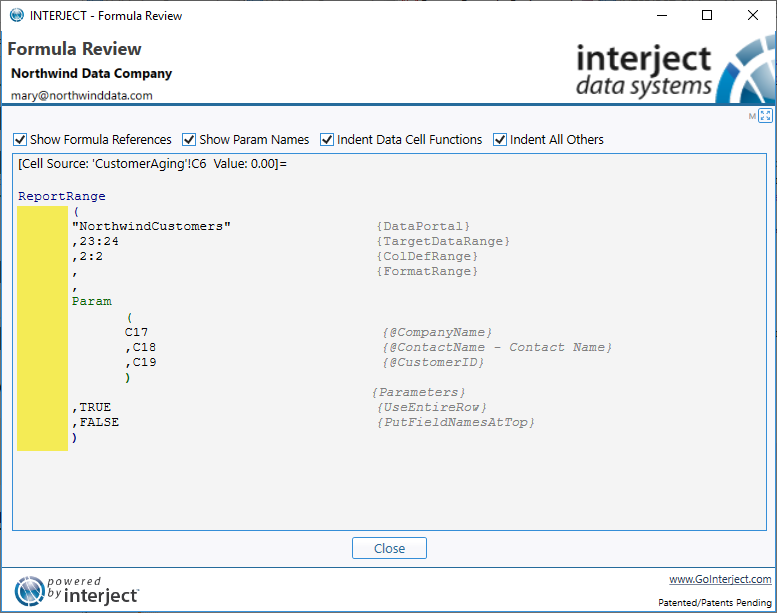 INTERJECT - Formula Review
Formula Review
Northwind Data Company
mary@northwinddata.com
interject
data systems
M
Show Formula References Show Param Names Indent Data Cell Functions Indent All Others
[Cell Source: 'CustomerAging'!C6 Value: 0.00]=
ReportRange
(
"NorthwindCustomers" {DataPortal}
,23:24 {TargetDataRange}
,2:2 {ColDefRange}
, {FormatRange}
,
Param
(
C17 {@CompanyName}
,C18 {@ContactName - Contact Name}
,C19 {@CustomerID}
)
{Parameters}
,TRUE {UseEntireRow}
,FALSE {PutFieldNamesAtTop}
)
Close
powered
by interject
www.GoInterject.com
Patented/Patents Pending